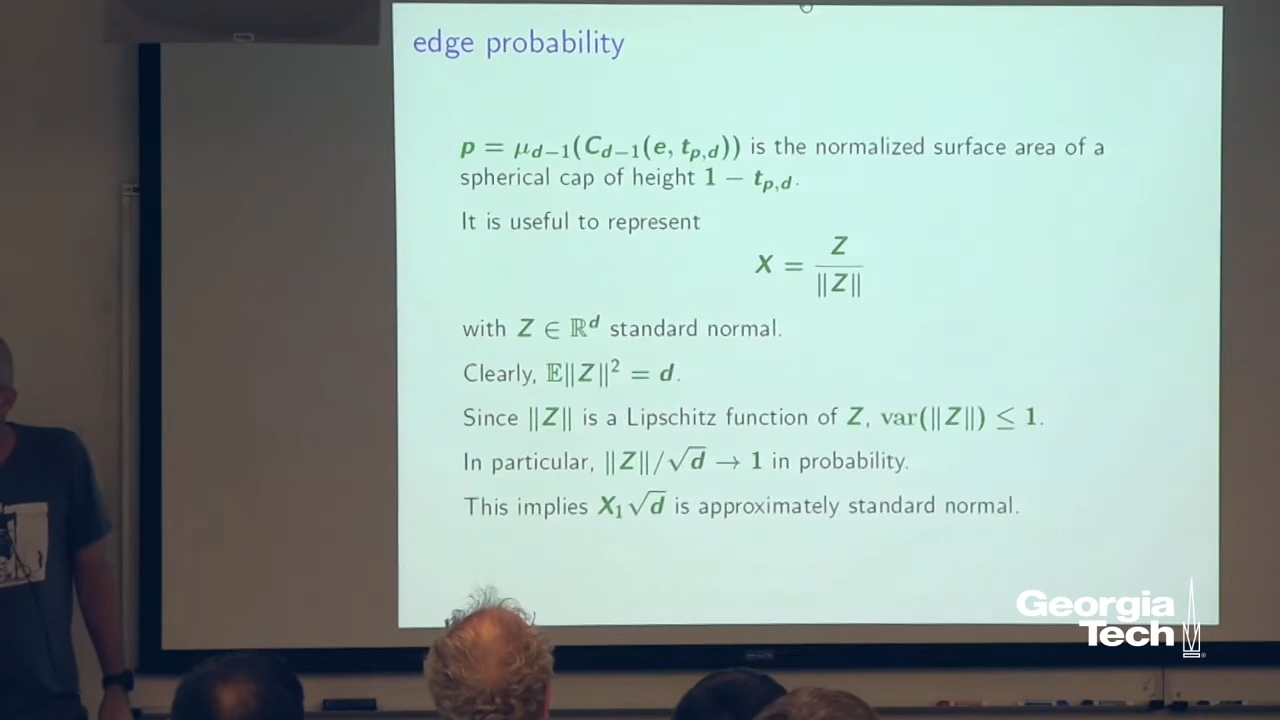 edge probability
p = μ_{d−1}(C_{d−1}(e, t_{p,d})) is the normalized surface area of a
spherical cap of height 1 − t_{p,d}.
It is useful to represent
X = Z / ‖Z‖
with Z ∈ ℝ^d standard normal.
Clearly, 𝔼‖Z‖² = d.
Since ‖Z‖ is a Lipschitz function of Z, var(‖Z‖) ≤ 1.
In particular, ‖Z‖/√d → 1 in probability.
This implies X₁√d is approximately standard normal.
Georgia
Tech